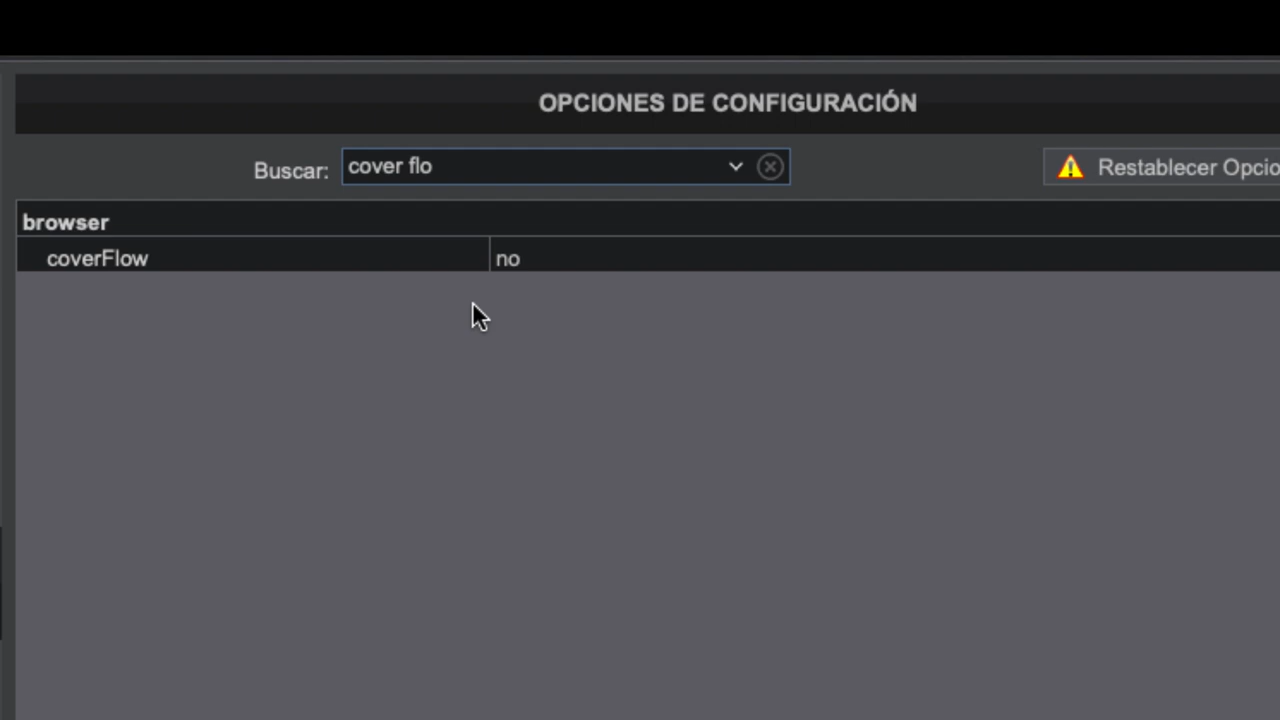 OPCIONES DE CONFIGURACIÓN
Buscar: cover flo
Restablecer Opcio
browser
coverFlow no